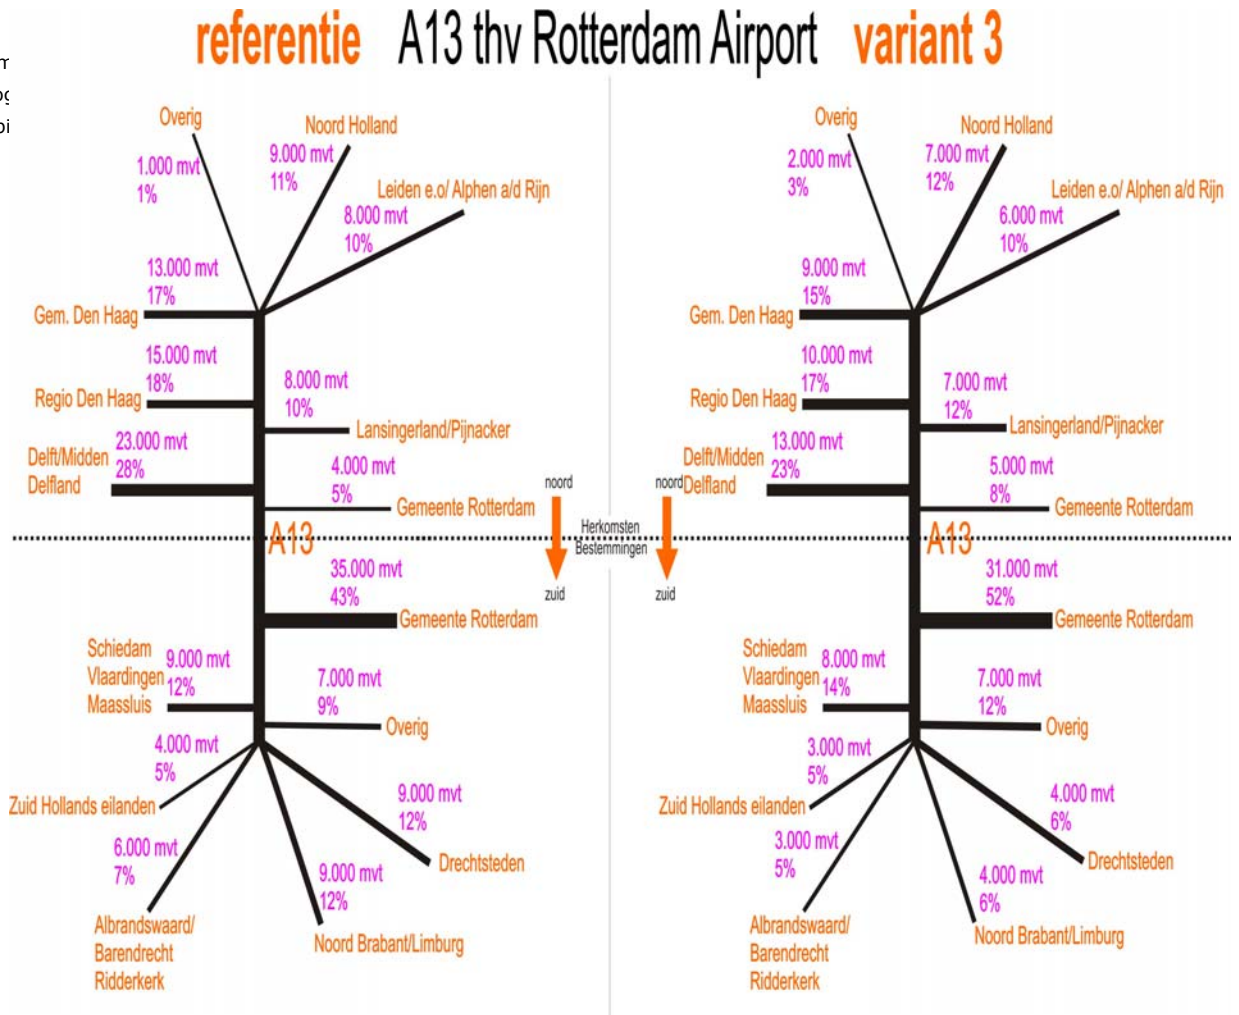 referentie A13 thv Rotterdam Airport variant 3
Overig
1.000 mvt
1%
Noord Holland
9.000 mvt
11%
Leiden e.o/ Alphen a/d Rijn
8.000 mvt
10%
13.000 mvt
17%
Gem. Den Haag
15.000 mvt
18%
Regio Den Haag
8.000 mvt
10%
Lansingerland/Pijnacker
23.000 mvt
28%
Delft/Midden
Delfland
4.000 mvt
5%
Gemeente Rotterdam
A13
35.000 mvt
43%
Gemeente Rotterdam
Schiedam
Vlaardingen
Maassluis
9.000 mvt
12%
7.000 mvt
9%
Overig
4.000 mvt
5%
Zuid Hollands eilanden
9.000 mvt
12%
Drechtsteden
6.000 mvt
7%
Albrandswaard/
Barendrecht
Ridderkerk
9.000 mvt
12%
Noord Brabant/Limburg
noord
noord
Herkomsten
Bestemmingen
zuid
zuid
Overig
2.000 mvt
3%
Noord Holland
7.000 mvt
12%
Leiden e.o/ Alphen a/d Rijn
6.000 mvt
10%
9.000 mvt
15%
Gem. Den Haag
10.000 mvt
17%
Regio Den Haag
7.000 mvt
12%
Lansingerland/Pijnacker
13.000 mvt
23%
Delft/Midden
Delfland
5.000 mvt
8%
Gemeente Rotterdam
A13
31.000 mvt
52%
Gemeente Rotterdam
Schiedam
Vlaardingen
Maassluis
8.000 mvt
14%
7.000 mvt
12%
Overig
3.000 mvt
5%
Zuid Hollands eilanden
4.000 mvt
6%
Drechtsteden
3.000 mvt
5%
Albrandswaard/
Barendrecht
Ridderkerk
4.000 mvt
6%
Noord Brabant/Limburg